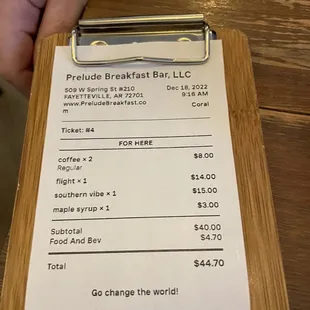 Prelude Breakfast Bar, LLC
509 W Spring St #210 Dec 18, 2022
FAYETTEVILLE, AR 72701 9:16 AM
www.PreludeBreakfast.co Coral
m
Ticket: #4
FOR HERE
coffee × 2 $8.00
Regular
flight × 1 $14.00
southern vibe × 1 $15.00
maple syrup × 1 $3.00
Subtotal $40.00
Food And Bev $4.70
Total $44.70
Go change the world!